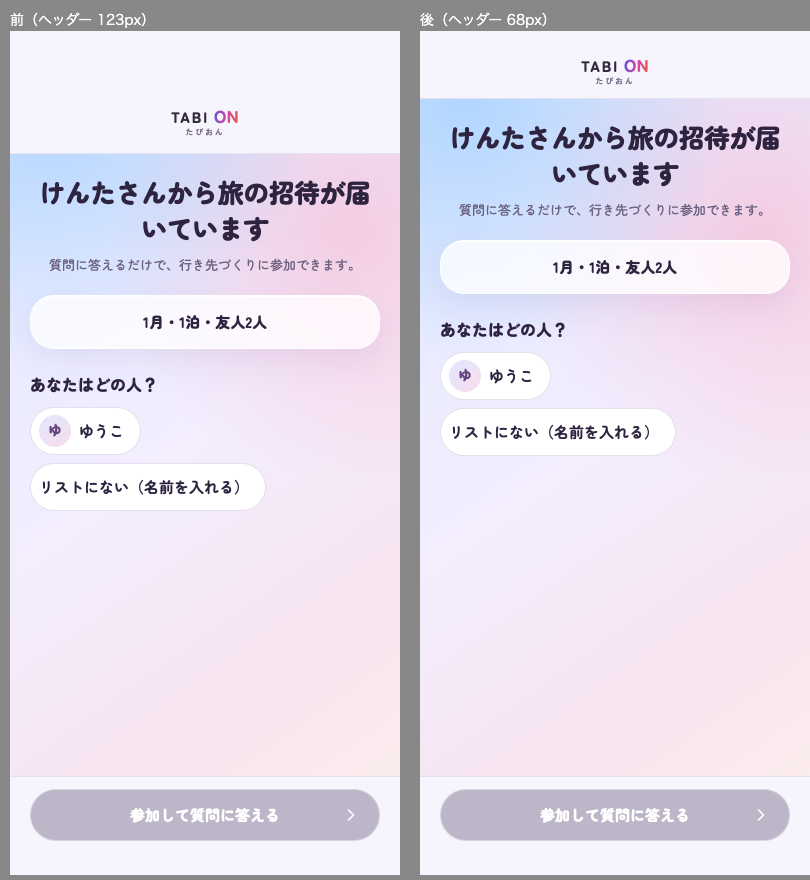 前（ヘッダー 123px）
TABI ON
たびおん
けんたさんから旅の招待が届
いています
質問に答えるだけで、行き先づくりに参加できます。
1月・1泊・友人2人
あなたはどの人？
ゆ ゆうこ
リストにない（名前を入れる）
参加して質問に答える
後（ヘッダー 68px）
TABI ON
たびおん
けんたさんから旅の招待が届
いています
質問に答えるだけで、行き先づくりに参加できます。
1月・1泊・友人2人
あなたはどの人？
ゆ ゆうこ
リストにない（名前を入れる）
参加して質問に答える